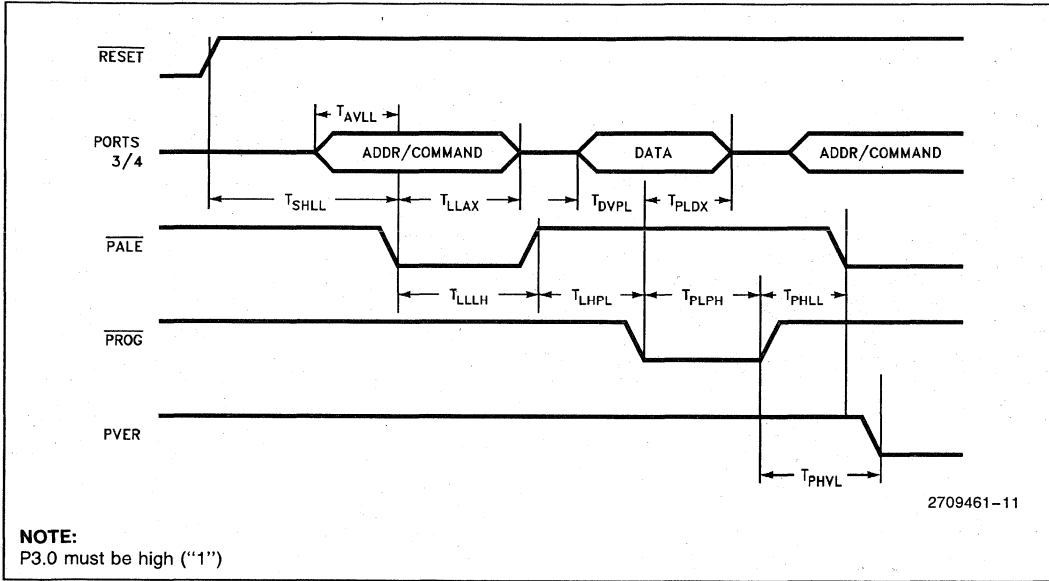 RESET
T_AVLL
PORTS
3/4
ADDR/COMMAND
DATA
ADDR/COMMAND
T_SHLL
T_LLAX
T_DVPL
T_PLDX
PALE
T_LLLH
T_LHPL
T_PLPH
T_PHLL
PROG
PVER
T_PHVL
2709461-11
NOTE:
P3.0 must be high ("1")